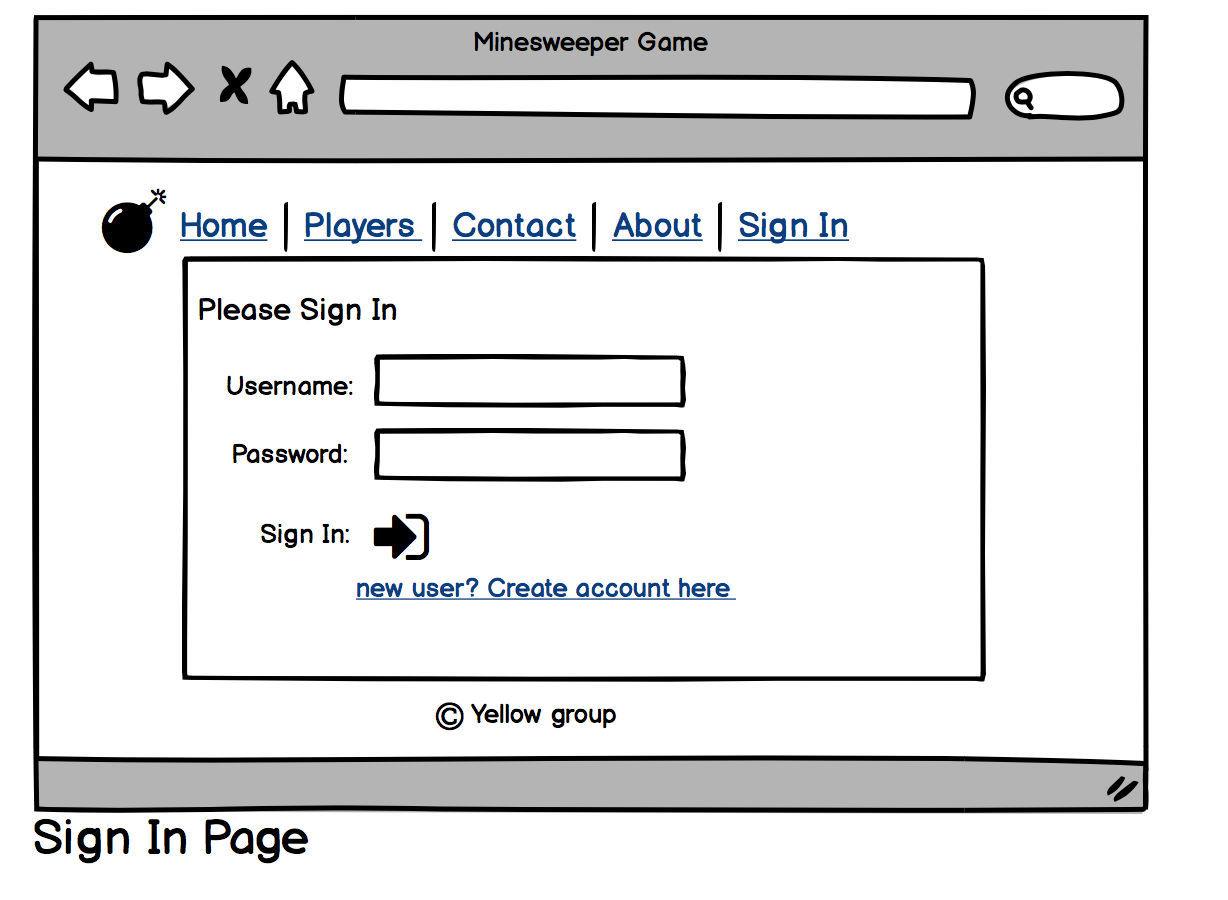 Minesweeper Game
Home | Players | Contact | About | Sign In
Please Sign In
Username:
Password:
Sign In:
new user? Create account here
© Yellow group
Sign In Page